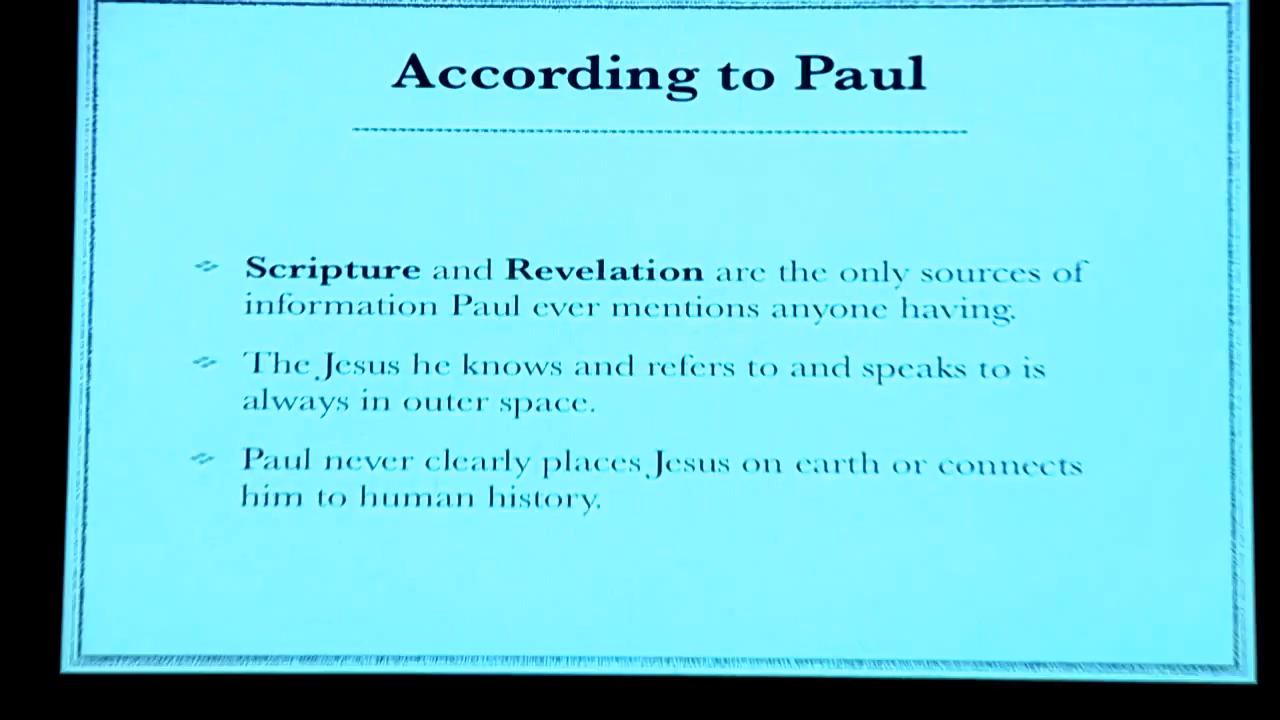 According to Paul
Scripture and Revelation are the only sources of
information Paul ever mentions anyone having.
The Jesus he knows and refers to and speaks to is
always in outer space.
Paul never clearly places Jesus on earth or connects
him to human history.